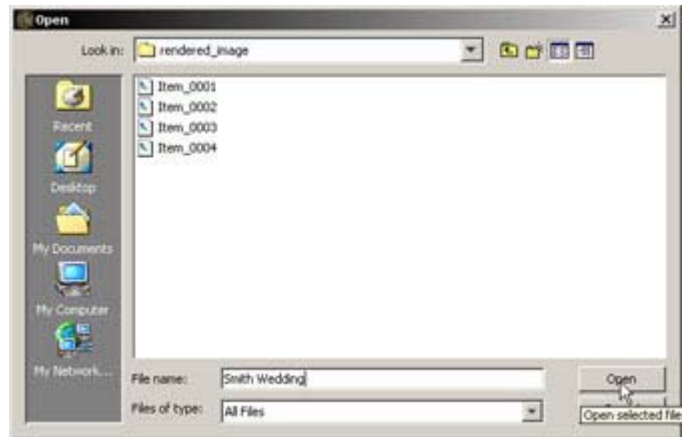 Open
Look in: rendered_image
Item_0001
Item_0002
Item_0003
Item_0004
Recent
Desktop
My Documents
My Computer
My Network...
File name: Smith Wedding Open
Files of type: All Files
Open selected file